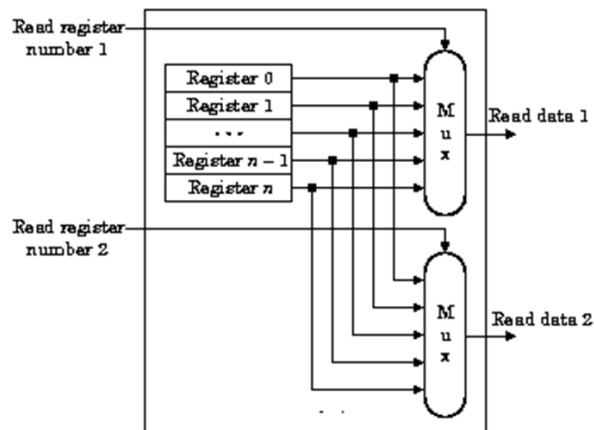 Read register
number 1
Register 0
Register 1
...
Register n − 1
Register n
M
u
x
Read data 1
Read register
number 2
M
u
x
Read data 2
. .